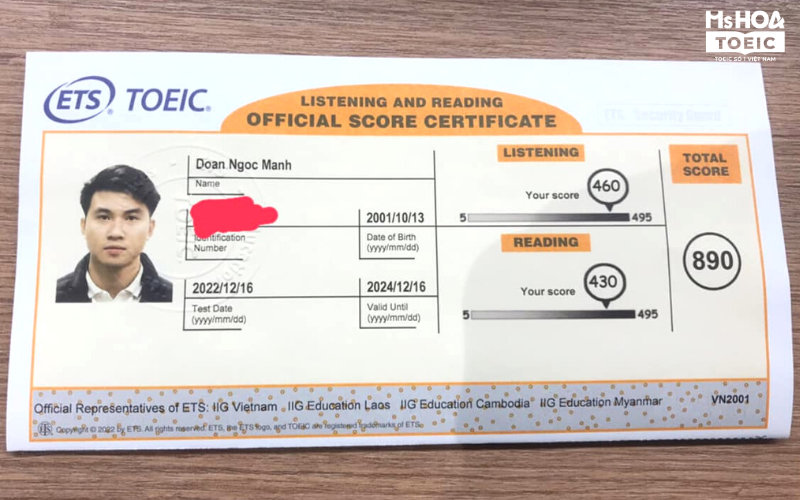 Ms HOA
TOEIC
TOEIC SỐ 1 VIỆT NAM
ETS® TOEIC®
LISTENING AND READING
OFFICIAL SCORE CERTIFICATE
ETS Security Guard
Doan Ngoc Manh
Name
Identification
Number
2001/10/13
Date of Birth
(yyyy/mm/dd)
2022/12/16
Test Date
(yyyy/mm/dd)
2024/12/16
Valid Until
(yyyy/mm/dd)
LISTENING
Your score
460
5 495
READING
Your score
430
5 495
TOTAL
SCORE
890
Official Representatives of ETS: IIG Vietnam IIG Education Laos IIG Education Cambodia IIG Education Myanmar
VN2001
Copyright © 2022 by ETS. All rights reserved. ETS, the ETS logo, and TOEIC are registered trademarks of ETS.